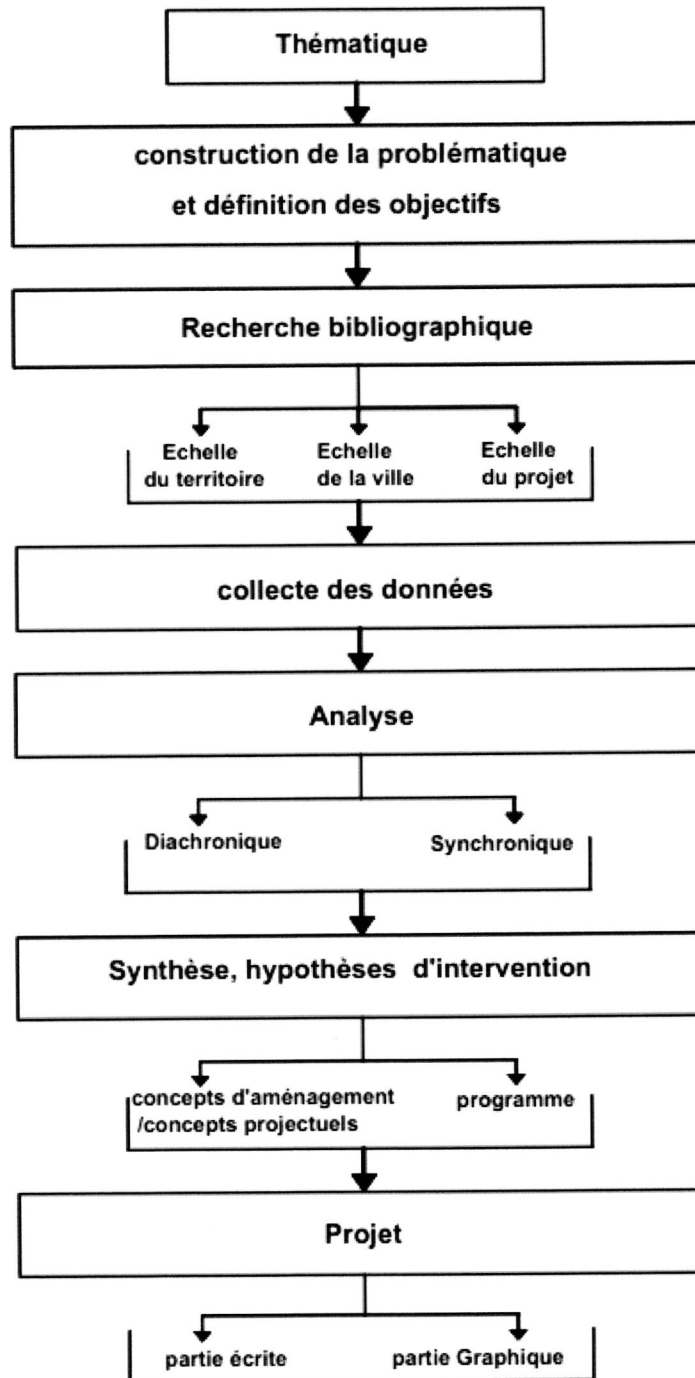 Thématique
construction de la problématique
et définition des objectifs
Recherche bibliographique
Echelle
du territoire
Echelle
de la ville
Echelle
du projet
collecte des données
Analyse
Diachronique
Synchronique
Synthèse, hypothèses d'intervention
concepts d'aménagement
/concepts projectuels
programme
Projet
partie écrite
partie Graphique